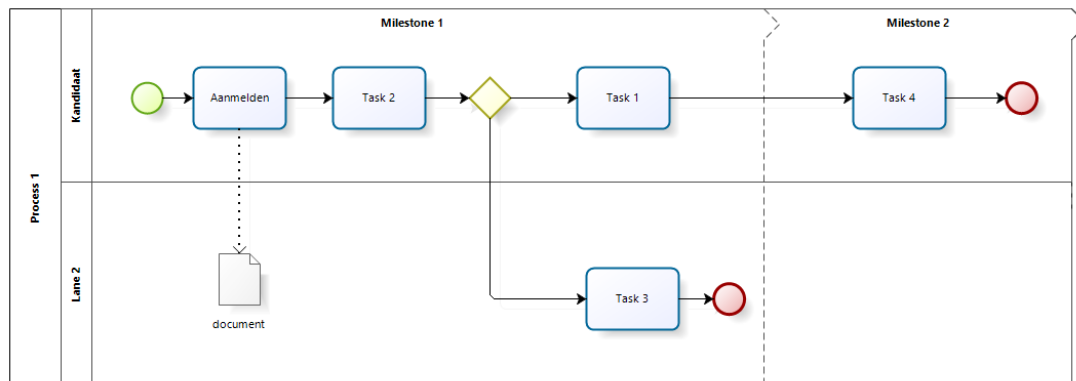 Milestone 1
Milestone 2
Process 1
Kandidaat
Aanmelden
Task 2
Task 1
Task 4
Lane 2
document
Task 3